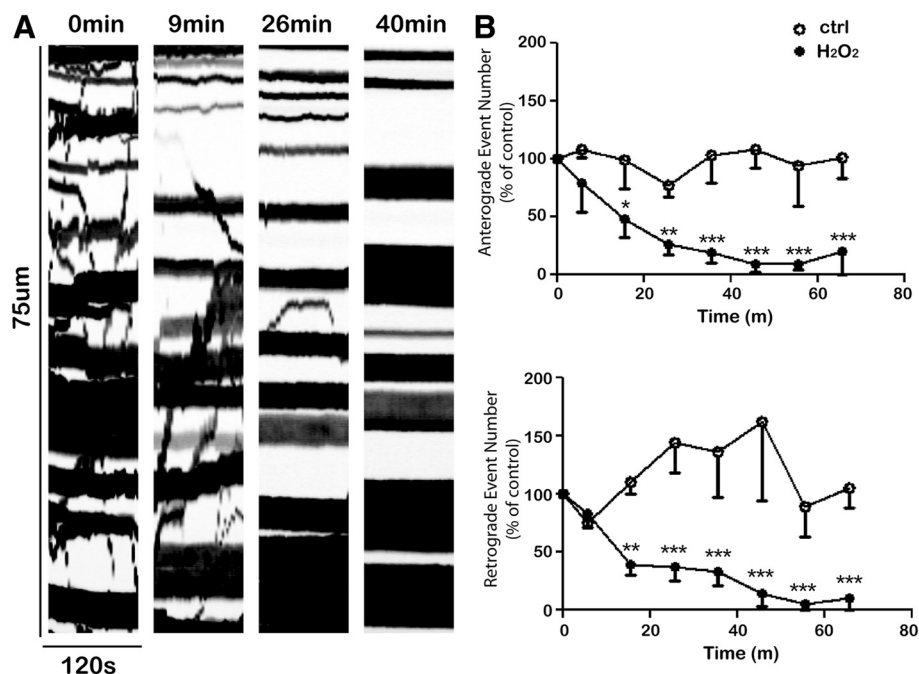 A
0min 9min 26min 40min
75um
120s
B
ctrl
H₂O₂
Anterograde Event Number
(% of control)
200
150
100
50
0
*
**
***
***
***
***
0 20 40 60 80
Time (m)
Retrograde Event Number
(% of control)
200
150
100
50
0
**
***
***
***
***
***
0 20 40 60 80
Time (m)